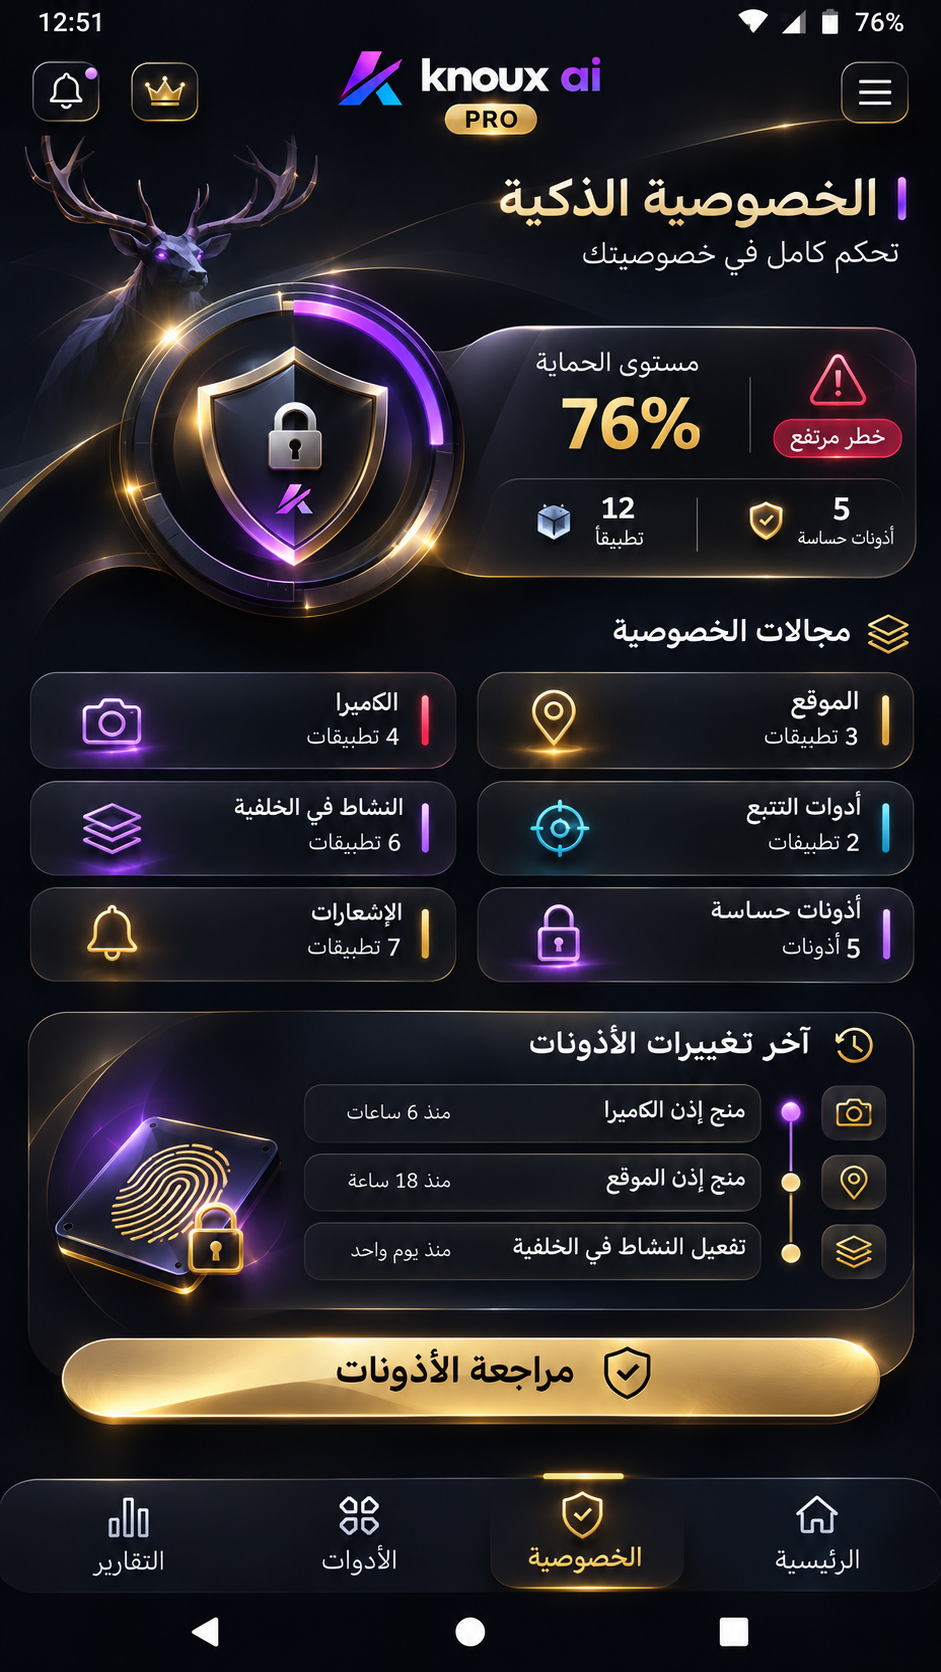 12:51
76%
knoux ai
PRO
الخصوصية الذكية
تحكم كامل في خصوصيتك
مستوى الحماية
76%
خطر مرتفع
5
أذونات حساسة
12
تطبيقاً
مجالات الخصوصية
الموقع
3 تطبيقات
الكاميرا
4 تطبيقات
أدوات التتبع
2 تطبيفات
النشاط في الخلفية
6 تطبيقات
أذونات حساسة
5 أذونات
الإشعارات
7 تطبيقات
آخر تغييرات الأذونات
منج إذن الكاميرا
منذ 6 ساعات
منج إذن الموقع
منذ 18 ساعة
تفعيل النشاط في الخلفية
منذ يوم واحد
مراجعة الأذونات
الرئيسية
الخصوصية
الأدوات
التقارير